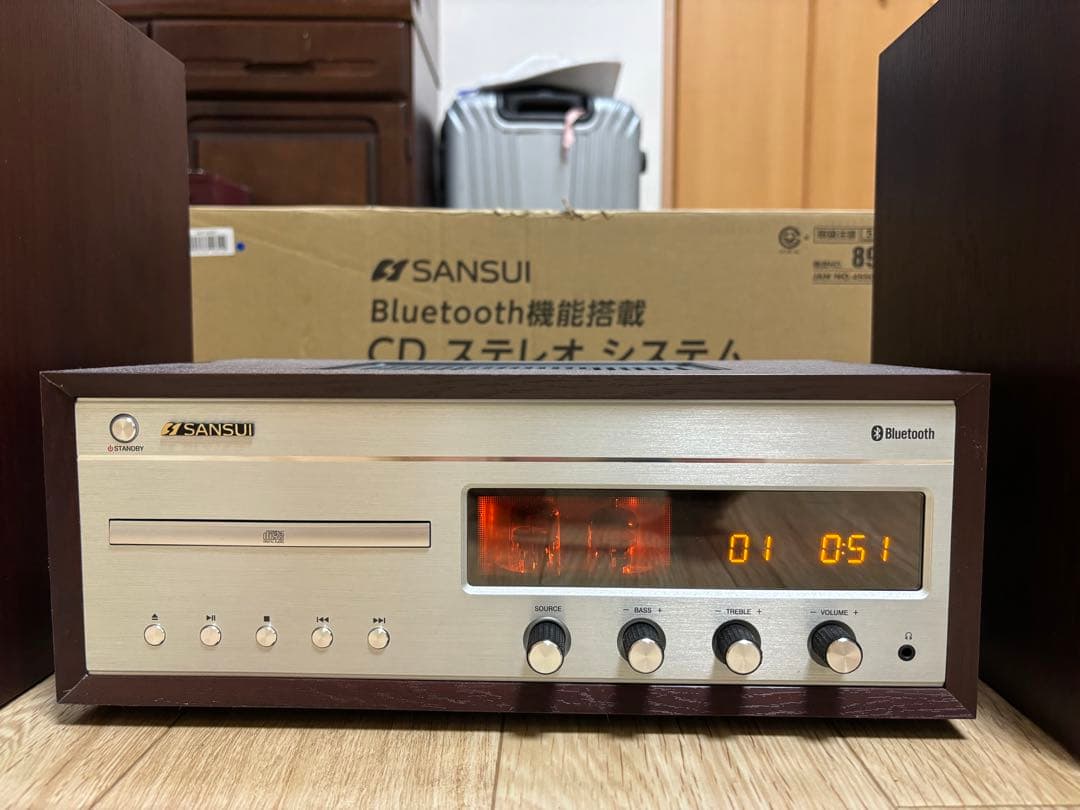 SANSUI
Bluetooth機能搭載
CD ステレオ システム
89
STANDBY
SANSUI
Bluetooth
01 0:51
SOURCE
− BASS +
− TREBLE +
− VOLUME +